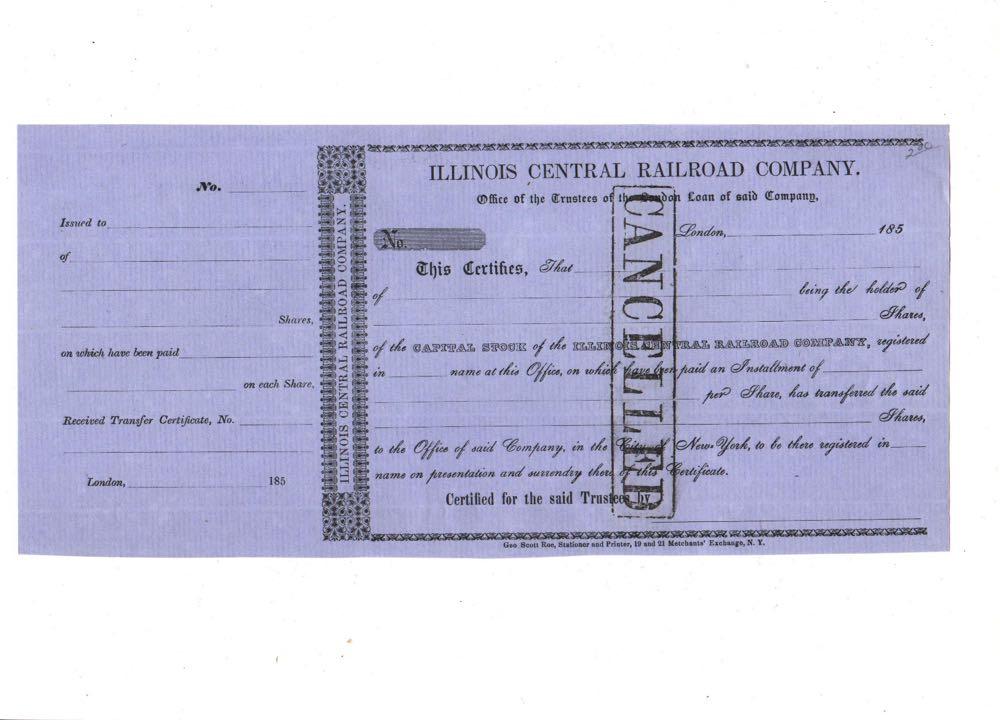 No.
Issued to
of
Shares,
on which have been paid
on each Share,
Received Transfer Certificate, No.
London, 185
ILLINOIS CENTRAL RAILROAD COMPANY.
ILLINOIS CENTRAL RAILROAD COMPANY.
Office of the Trustees of the London Loan of said Company,
No.
London, 185
This Certifies, That
of being the holder of
Shares,
of the CAPITAL STOCK of the ILLINOIS CENTRAL RAILROAD COMPANY, registered
in name at this Office, on which have been paid an Installment of
per Share, has transferred the said
Shares,
to the Office of said Company, in the City of New-York, to be there registered in
name on presentation and surrendry there of this Certificate.
Certified for the said Trustees by
CANCELLED
Geo Scott Roe, Stationer and Printer, 19 and 21 Merchants' Exchange, N. Y.